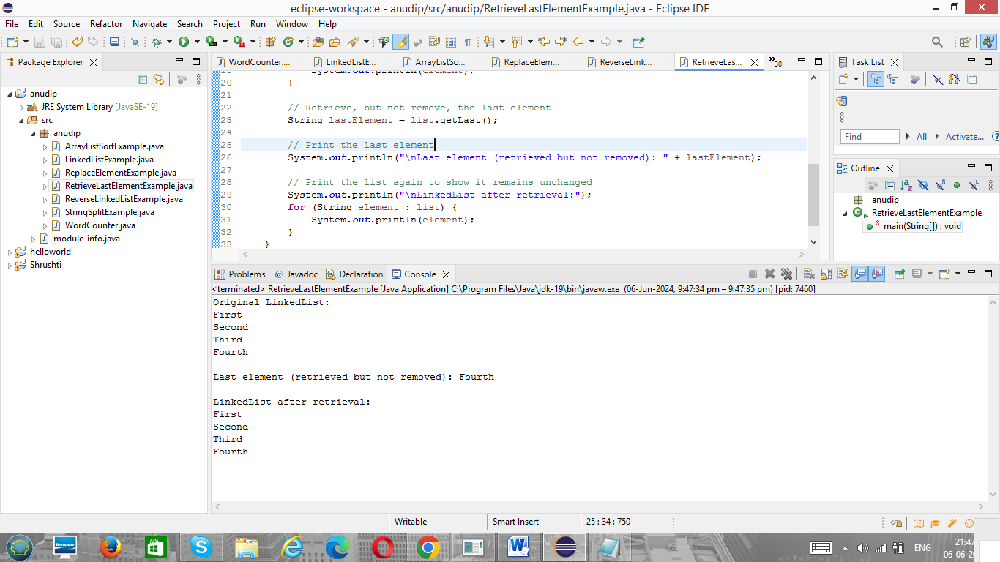 eclipse-workspace - anudip/src/anudip/RetrieveLastElementExample.java - Eclipse IDE
File Edit Source Refactor Navigate Search Project Run Window Help
Package Explorer
anudip
JRE System Library [JavaSE-19]
src
anudip
ArrayListSortExample.java
LinkedListExample.java
ReplaceElementExample.java
RetrieveLastElementExample.java
ReverseLinkedListExample.java
StringSplitExample.java
WordCounter.java
module-info.java
helloworld
Shrushti
WordCounter.... LinkedListE... ArrayListSo... ReplaceElem... ReverseLink... RetrieveLas... »30
19 System.out.println(element);
20 }
21
22 // Retrieve, but not remove, the last element
23 String lastElement = list.getLast();
24
25 // Print the last element
26 System.out.println("\nLast element (retrieved but not removed): " + lastElement);
27
28 // Print the list again to show it remains unchanged
29 System.out.println("\nLinkedList after retrieval:");
30 for (String element : list) {
31 System.out.println(element);
32 }
33 }
Task List
Find All Activate...
Outline
anudip
RetrieveLastElementExample
main(String[]) : void
Problems Javadoc Declaration Console
<terminated> RetrieveLastElementExample [Java Application] C:\Program Files\Java\jdk-19\bin\javaw.exe (06-Jun-2024, 9:47:34 pm – 9:47:35 pm) [pid: 7460]
Original LinkedList:
First
Second
Third
Fourth
Last element (retrieved but not removed): Fourth
LinkedList after retrieval:
First
Second
Third
Fourth
Writable Smart Insert 25 : 34 : 750
lenovo
ENG
21:47
06-06-2